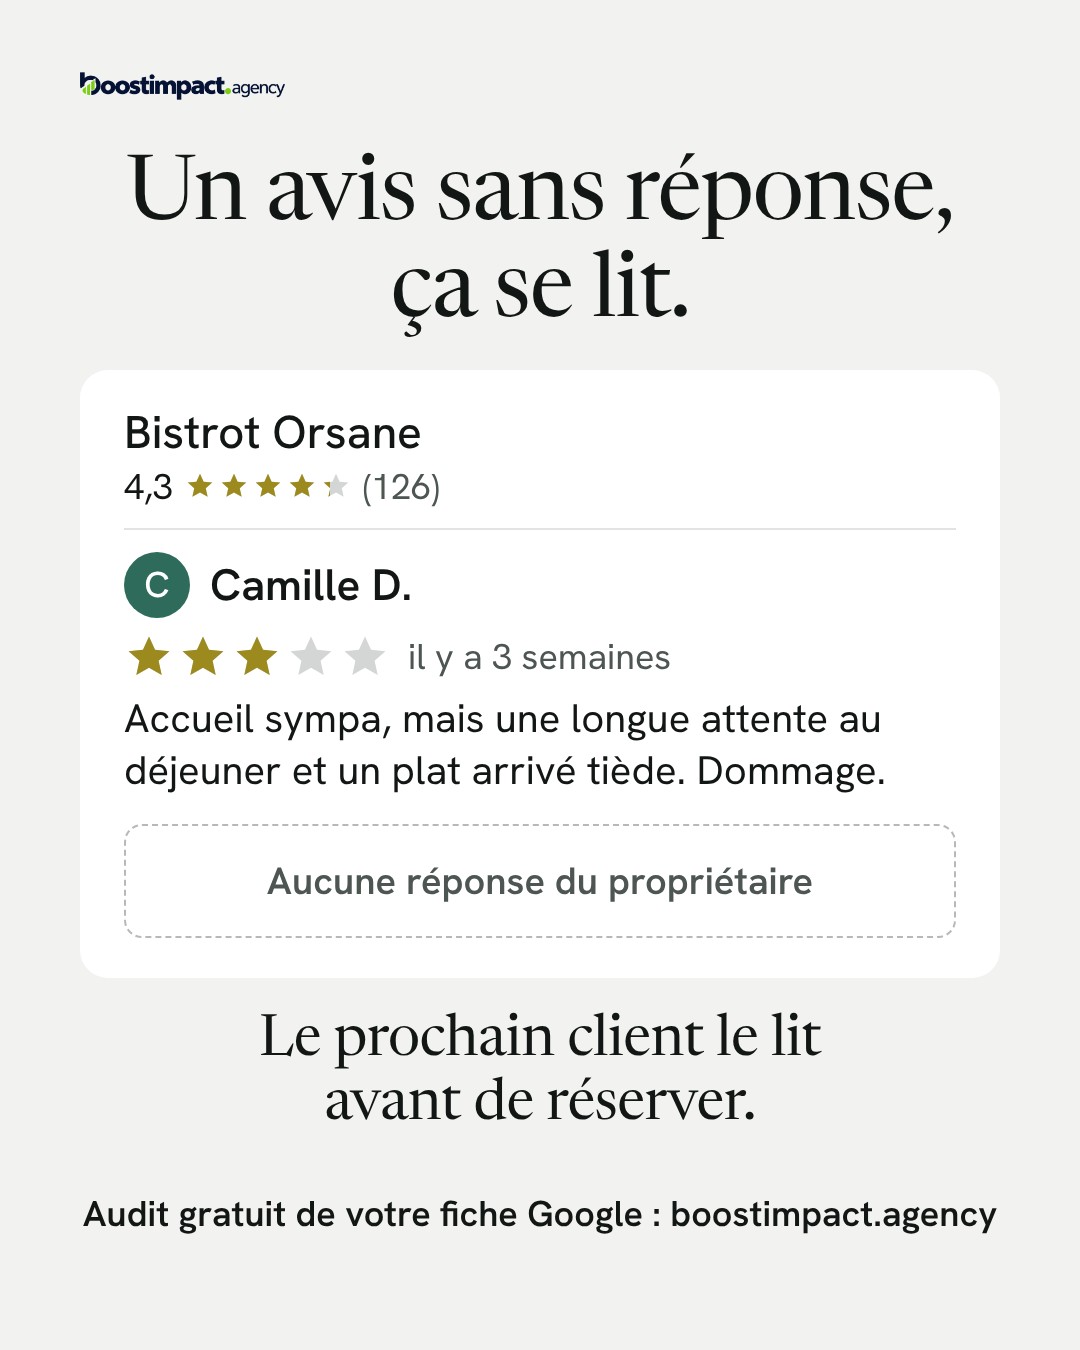 boostimpact.agency
Un avis sans réponse,
ça se lit.
Bistrot Orsane
4,3 (126)
C Camille D.
il y a 3 semaines
Accueil sympa, mais une longue attente au
déjeuner et un plat arrivé tiède. Dommage.
Aucune réponse du propriétaire
Le prochain client le lit
avant de réserver.
Audit gratuit de votre fiche Google : boostimpact.agency